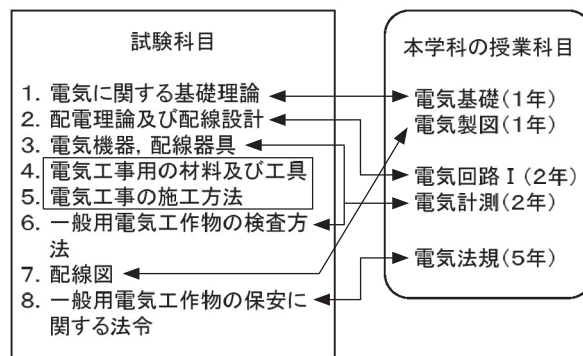 試験科目
1. 電気に関する基礎理論
2. 配電理論及び配線設計
3. 電気機器，配線器具
4. 電気工事用の材料及び工具
5. 電気工事の施工方法
6. 一般用電気工作物の検査方
法
7. 配線図
8. 一般用電気工作物の保安に
関する法令
本学科の授業科目
電気基礎（1年）
電気製図（1年）
電気回路Ⅰ（2年）
電気計測（2年）
電気法規（5年）